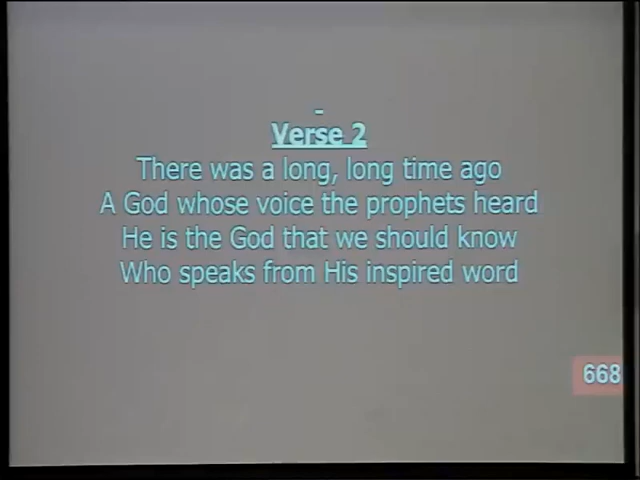 Verse 2
There was a long, long time ago
A God whose voice the prophets heard
He is the God that we should know
Who speaks from His inspired word
668